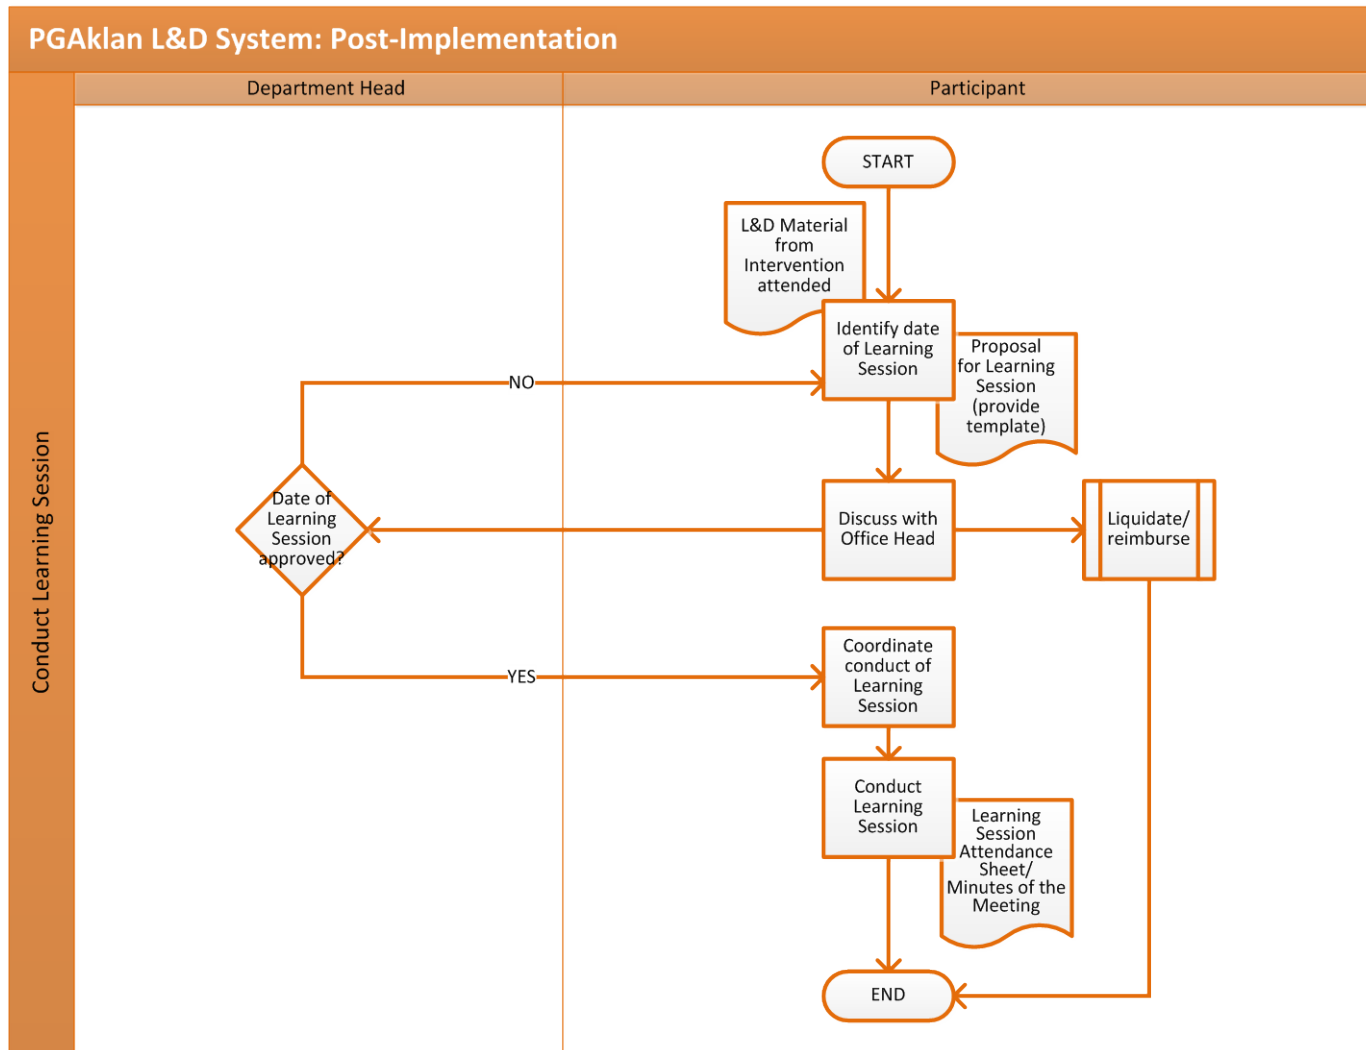 PGAklan L&D System: Post-Implementation
Department Head
Participant
Conduct Learning Session
START
L&D Material
from
Intervention
attended
Identify date
of Learning
Session
Proposal
for Learning
Session
(provide
template)
NO
Date of
Learning
Session
approved?
Discuss with
Office Head
Liquidate/
reimburse
YES
Coordinate
conduct of
Learning
Session
Conduct
Learning
Session
Learning
Session
Attendance
Sheet/
Minutes of the
Meeting
END